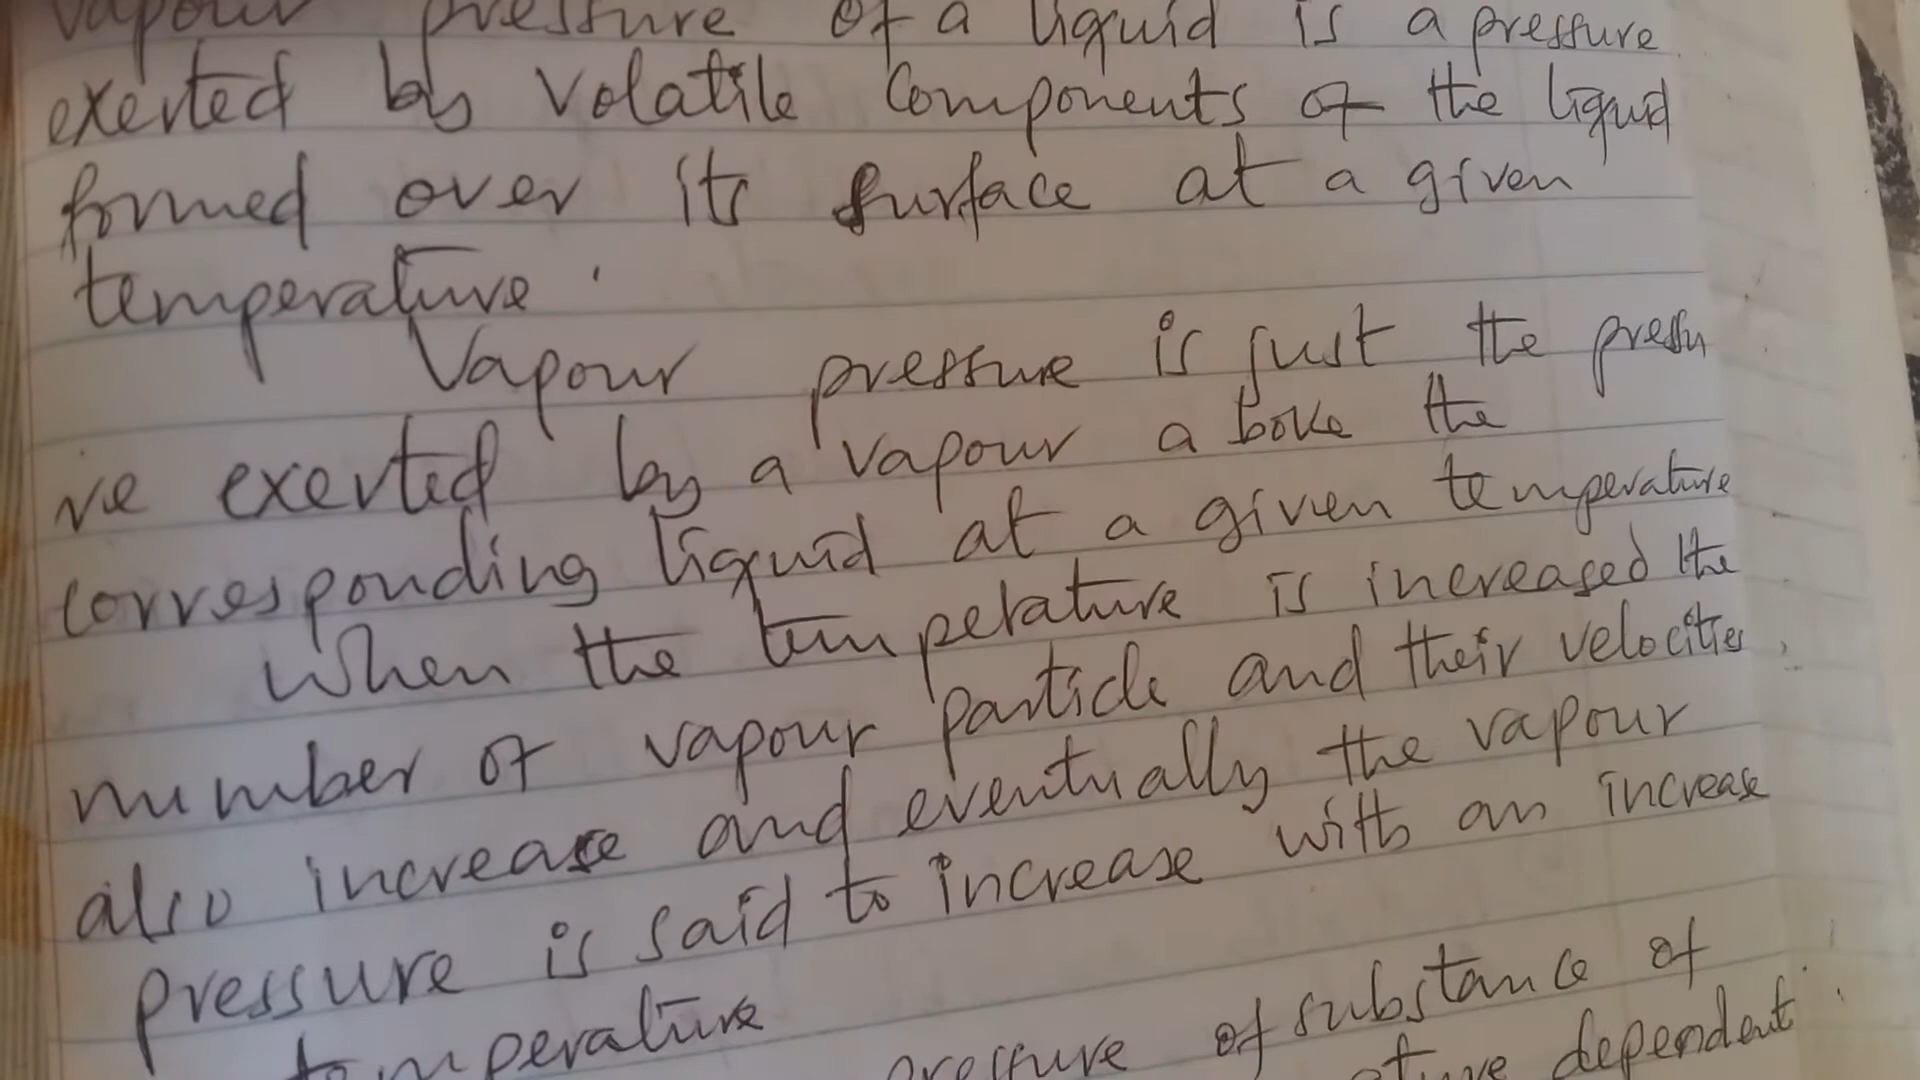 vapour pressure of a liquid is a pressure
exerted by volatile components of the liquid
formed over its surface at a given
temperature.
Vapour pressure is just the pressu
re exerted by a vapour a bove the
corresponding liquid at a given temperature
When the temperature is increased the
number of vapour particle and their velocities,
also increase and eventually the vapour
pressure is said to increase with an increase
temperature
pressure of substance of
dependent.